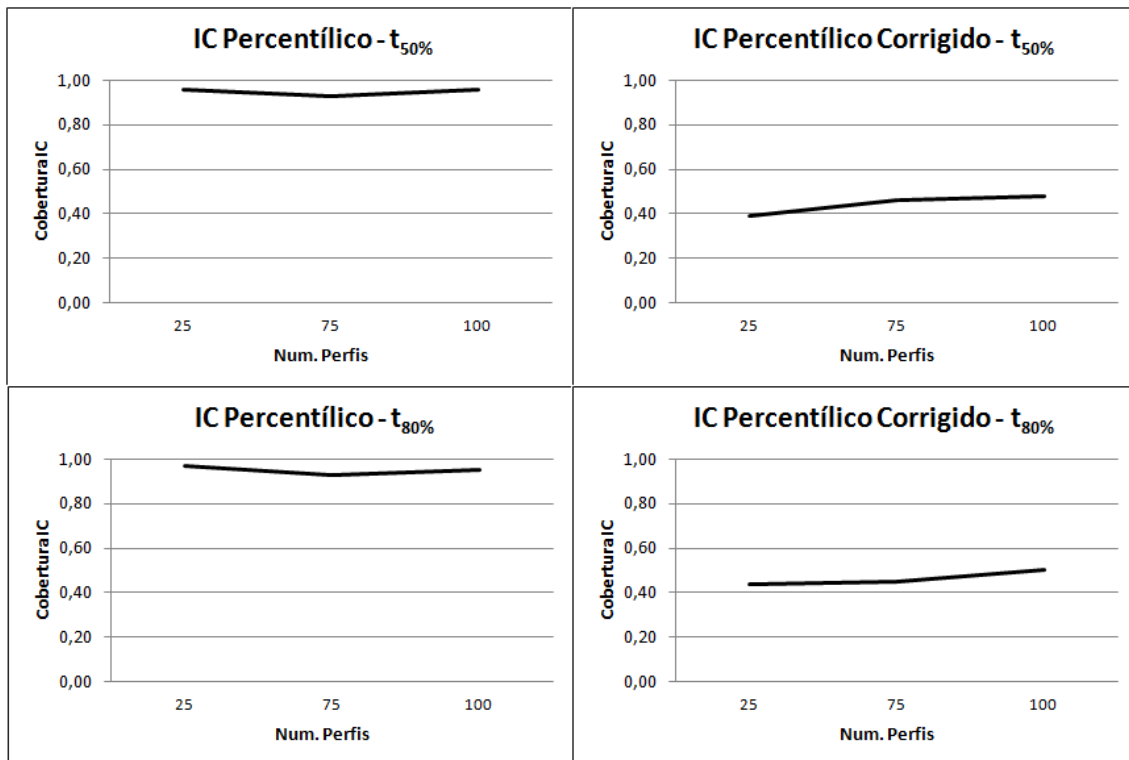 IC Percentílico - t50%
1,00
0,80
0,60
0,40
0,20
0,00
Cobertura IC
25 75 100
Num. Perfis
IC Percentílico Corrigido - t50%
1,00
0,80
0,60
0,40
0,20
0,00
Cobertura IC
25 75 100
Num. Perfis
IC Percentílico - t80%
1,00
0,80
0,60
0,40
0,20
0,00
Cobertura IC
25 75 100
Num. Perfis
IC Percentílico Corrigido - t80%
1,00
0,80
0,60
0,40
0,20
0,00
Cobertura IC
25 75 100
Num. Perfis